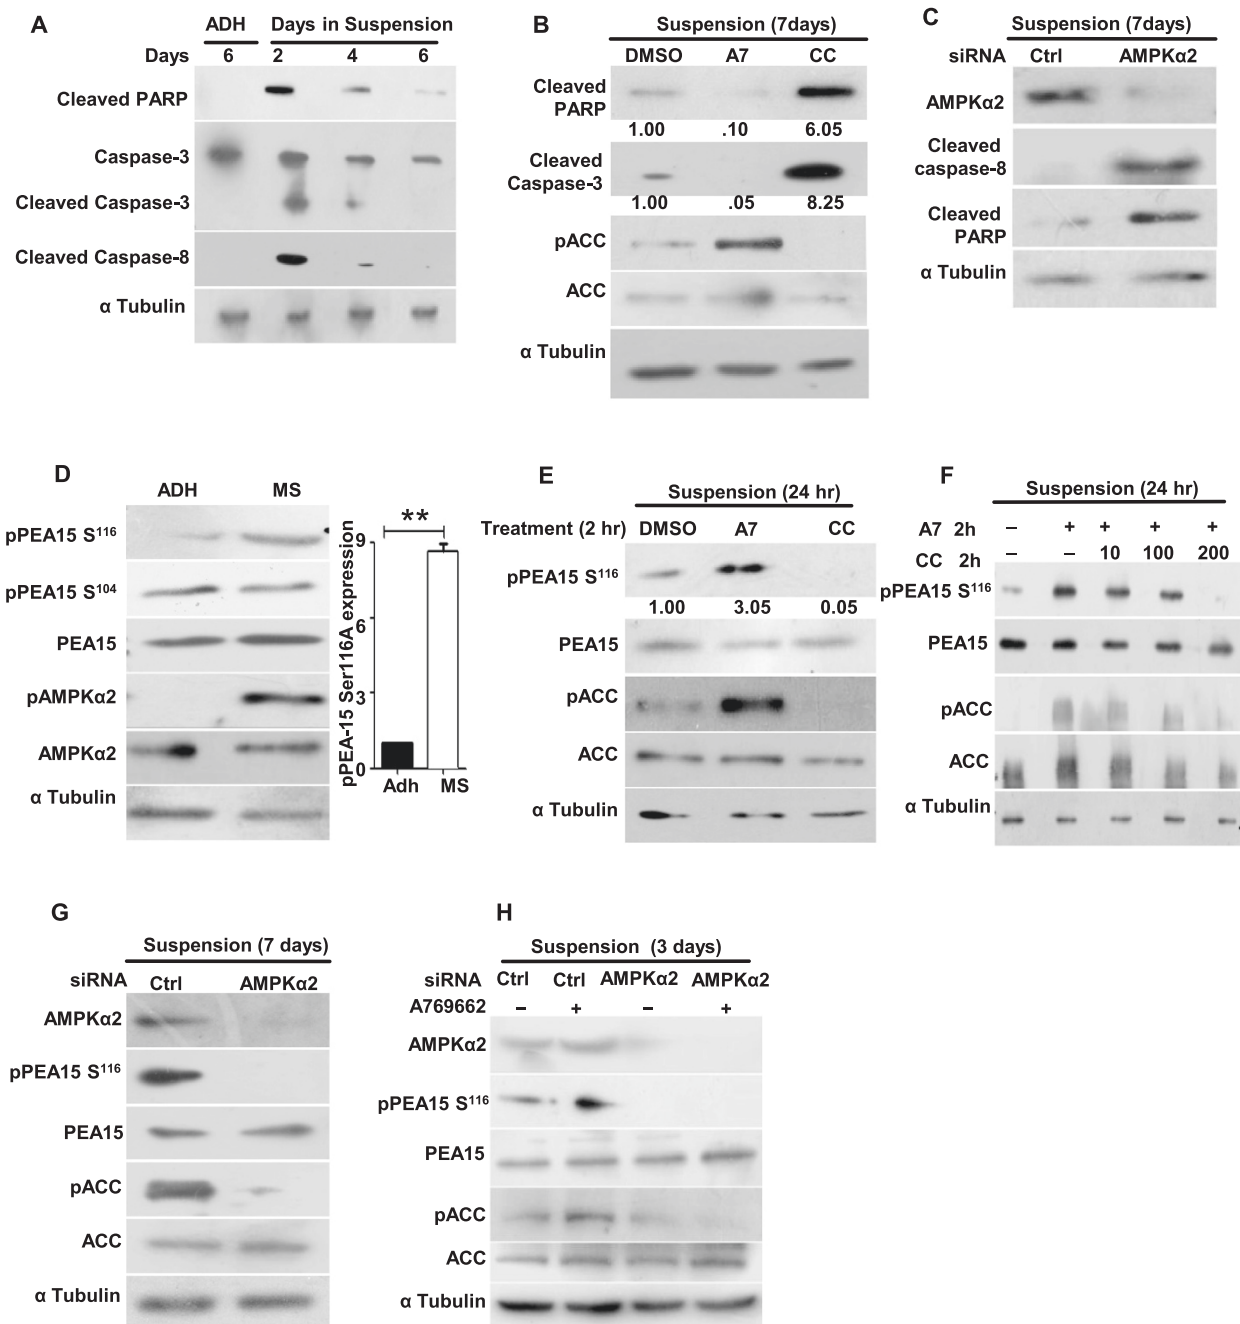 A
ADH Days in Suspension
Days 6 2 4 6
Cleaved PARP
Caspase-3
Cleaved Caspase-3
Cleaved Caspase-8
α Tubulin
B
Suspension (7days)
DMSO A7 CC
Cleaved
PARP
1.00 .10 6.05
Cleaved
Caspase-3
1.00 .05 8.25
pACC
ACC
α Tubulin
C
Suspension (7days)
siRNA Ctrl AMPKα2
AMPKα2
Cleaved
caspase-8
Cleaved
PARP
α Tubulin
D
ADH MS
pPEA15 S¹¹⁶
pPEA15 S¹⁰⁴
PEA15
pAMPKα2
AMPKα2
α Tubulin
pPEA-15 Ser116A expression
**
9
6
3
0
Adh MS
E
Suspension (24 hr)
Treatment (2 hr) DMSO A7 CC
pPEA15 S¹¹⁶
1.00 3.05 0.05
PEA15
pACC
ACC
α Tubulin
F
Suspension (24 hr)
A7 2h – + + + +
CC 2h – – 10 100 200
pPEA15 S¹¹⁶
PEA15
pACC
ACC
α Tubulin
G
Suspension (7 days)
siRNA Ctrl AMPKα2
AMPKα2
pPEA15 S¹¹⁶
PEA15
pACC
ACC
α Tubulin
H
Suspension (3 days)
siRNA Ctrl Ctrl AMPKα2 AMPKα2
A769662 – + – +
AMPKα2
pPEA15 S¹¹⁶
PEA15
pACC
ACC
α Tubulin